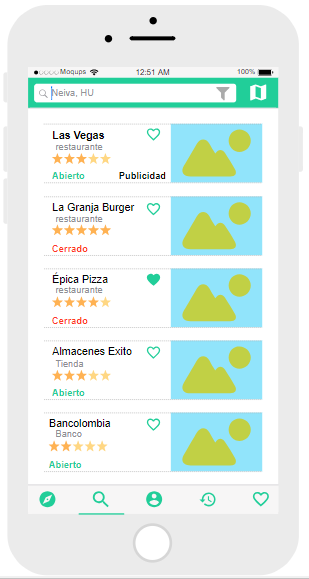 Moqups 12:51 AM 100%
Neiva, HU
Las Vegas
restaurante
Abierto Publicidad
La Granja Burger
restaurante
Cerrado
Épica Pizza
restaurante
Cerrado
Almacenes Exito
Tienda
Abierto
Bancolombia
Banco
Abierto